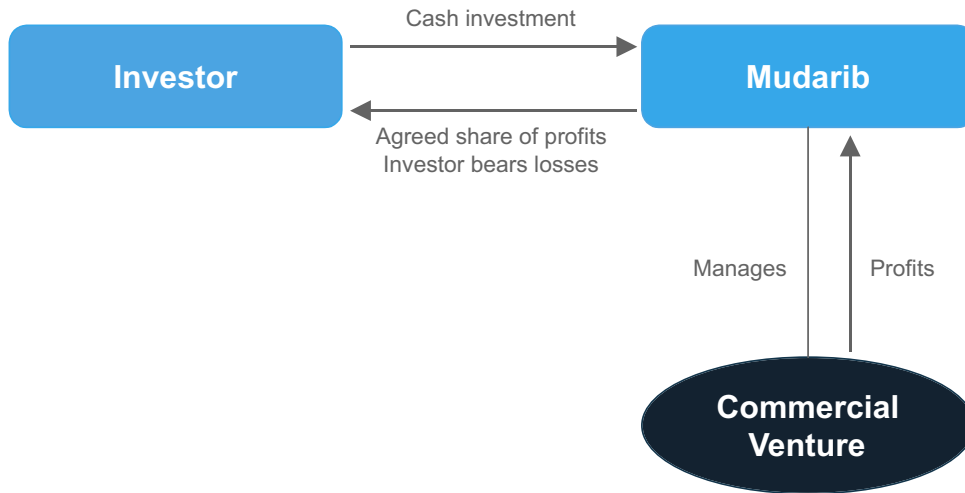 Cash investment
Investor
Mudarib
Agreed share of profits
Investor bears losses
Manages
Profits
Commercial
Venture